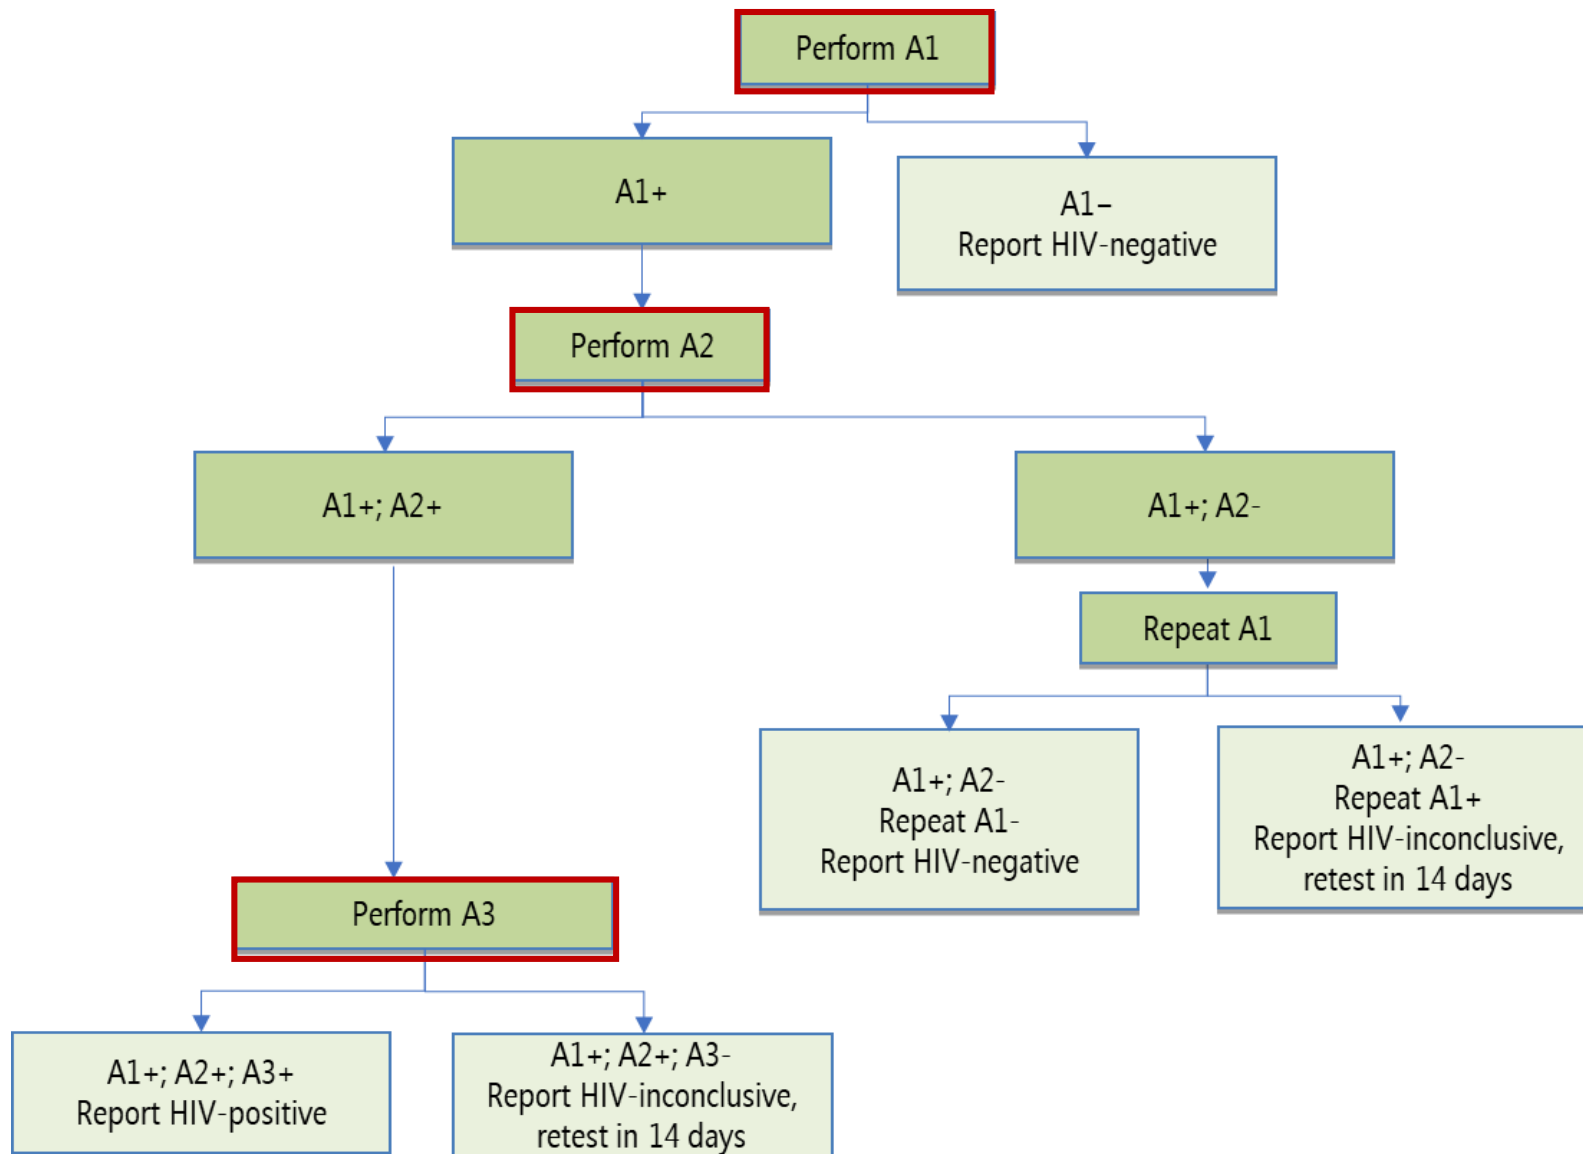 Perform A1
A1+
A1–
Report HIV-negative
Perform A2
A1+; A2+
A1+; A2-
Repeat A1
A1+; A2-
Repeat A1-
Report HIV-negative
A1+; A2-
Repeat A1+
Report HIV-inconclusive,
retest in 14 days
Perform A3
A1+; A2+; A3+
Report HIV-positive
A1+; A2+; A3-
Report HIV-inconclusive,
retest in 14 days